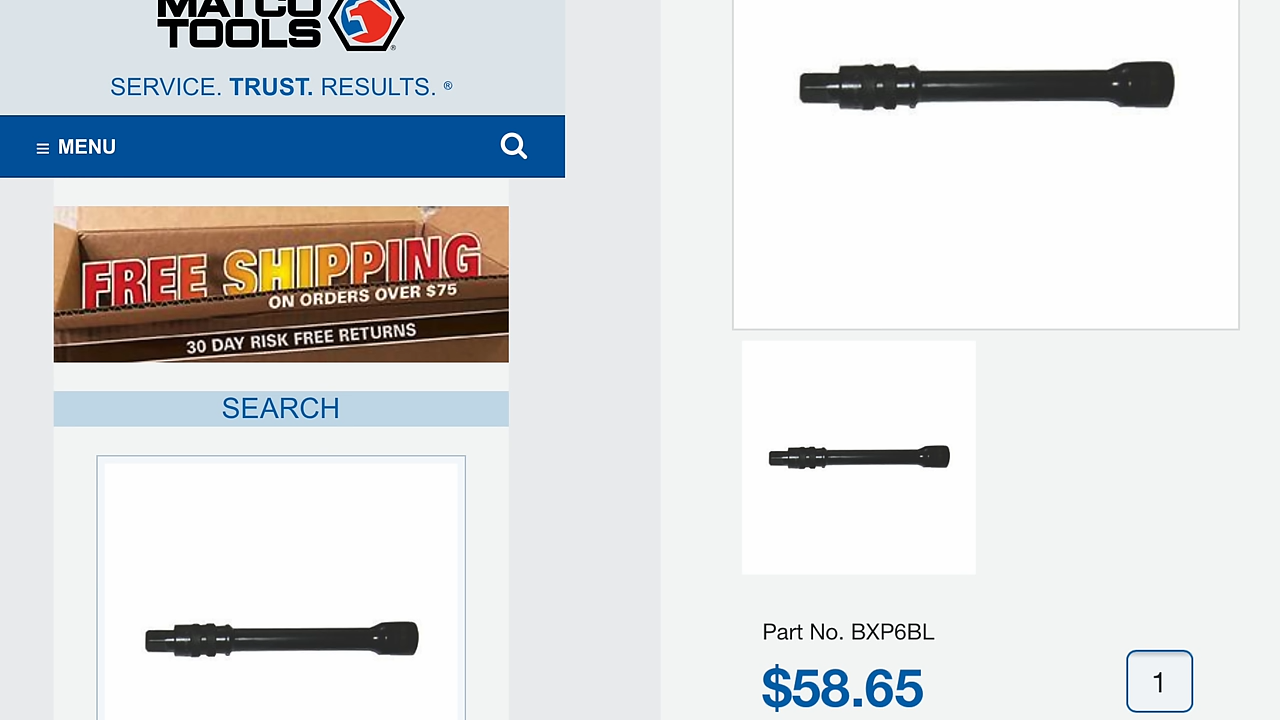 MATCO
TOOLS
®
SERVICE. TRUST. RESULTS. ®
≡ MENU
FREE SHIPPING
ON ORDERS OVER $75
30 DAY RISK FREE RETURNS
SEARCH
Part No. BXP6BL
$58.65
1